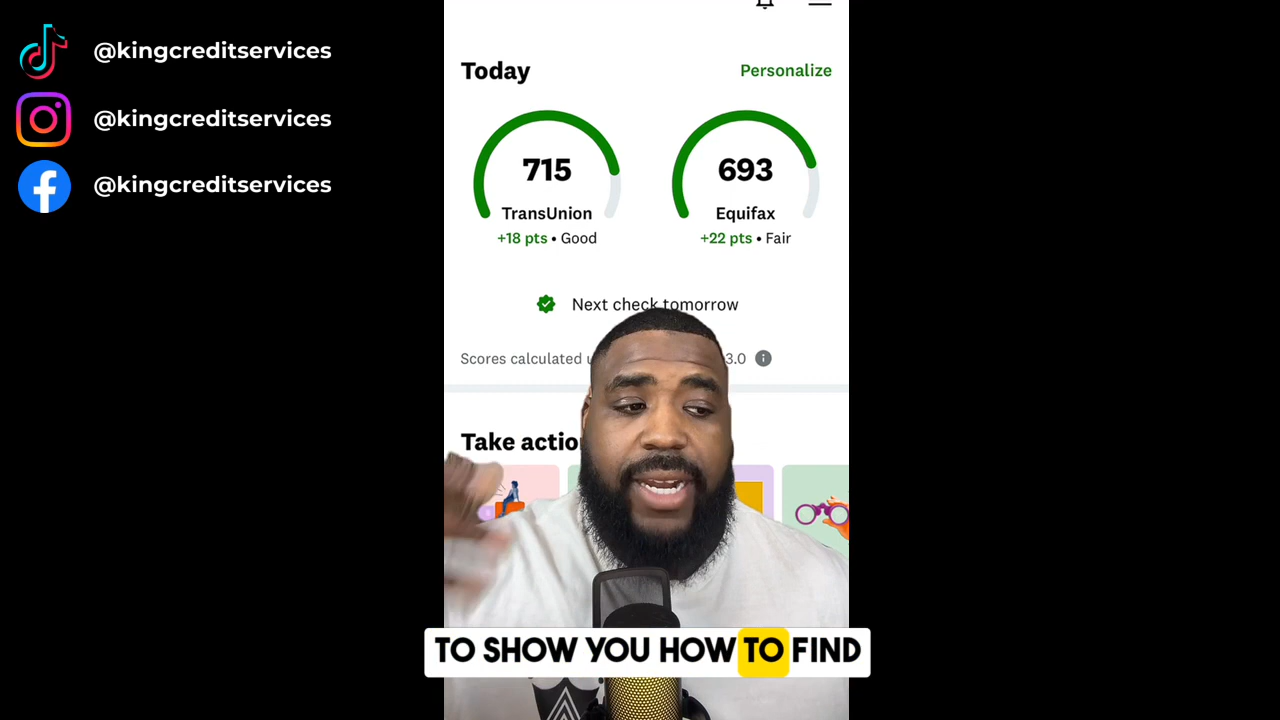 @kingcreditservices
@kingcreditservices
@kingcreditservices
Today
Personalize
715
TransUnion
+18 pts • Good
693
Equifax
+22 pts • Fair
Next check tomorrow
Scores calculated
3.0
Take action
TO SHOW YOU HOW TO FIND